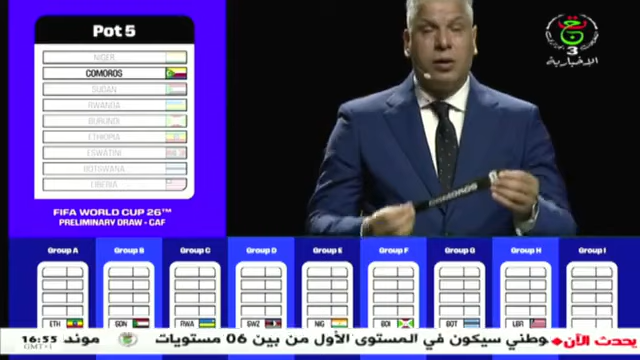 Pot 5
NIGER
COMOROS
SUDAN
RWANDA
BURUNDI
ETHIOPIA
ESWATINI
BOTSWANA
LIBERIA
FIFA WORLD CUP 26™
PRELIMINARY DRAW - CAF
3
الإخبارية
COMOROS
Group A
Group B
Group C
Group D
Group E
Group F
Group G
Group H
Group I
ETH
RWA
SWZ
NIG
BDI
BOT
LBR
16:55
GMT+1
يحدث الآن
وطني سيكون في المستوى الأول من بين 06 مستويات
موند